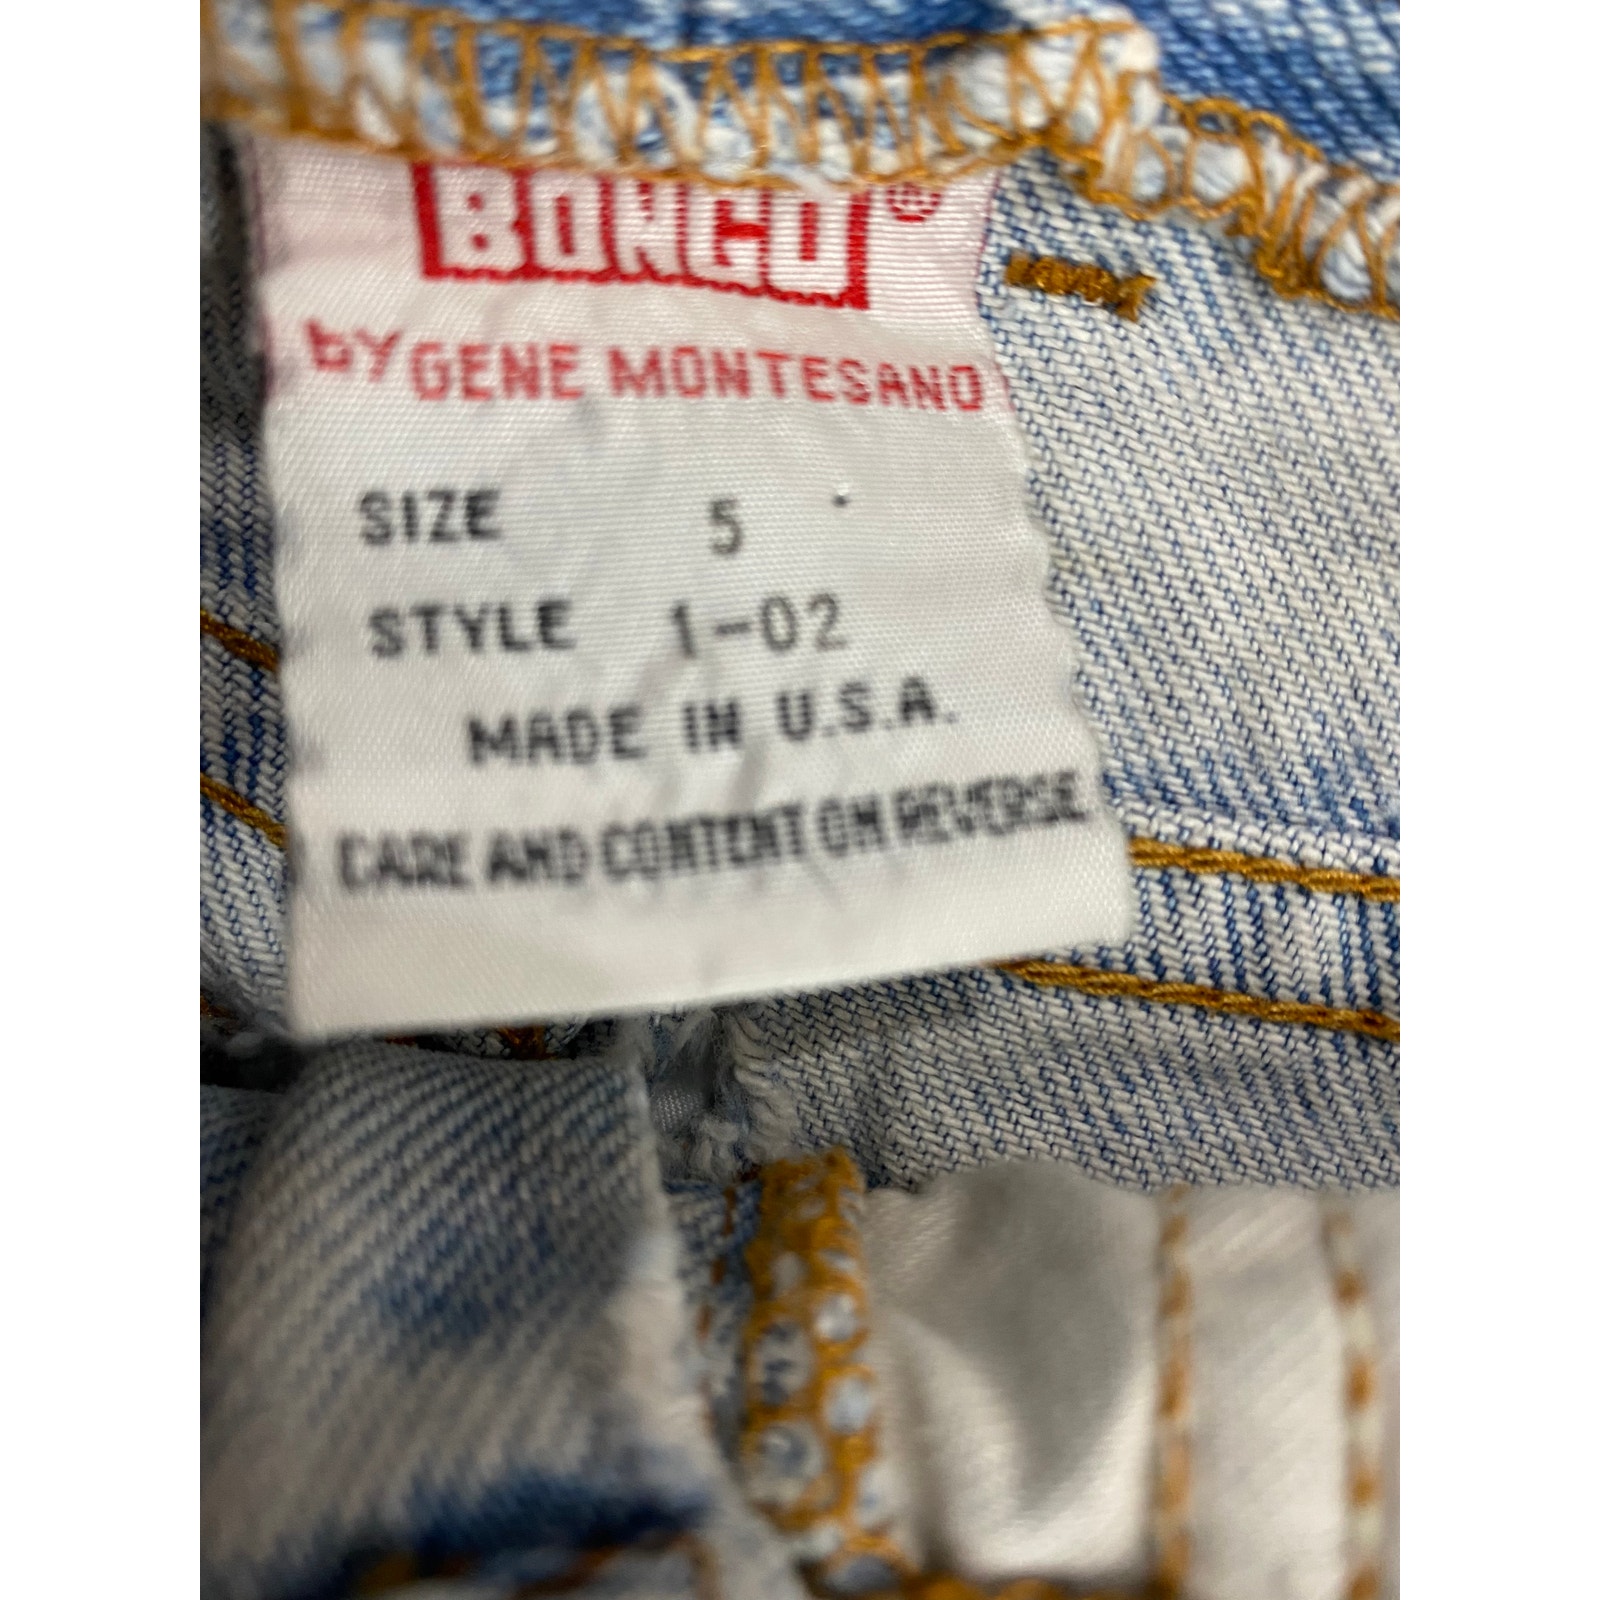 BONGO®
by GENE MONTESANO
SIZE 5
STYLE 1-02
MADE IN U.S.A.
CARE AND CONTENT ON REVERSE.